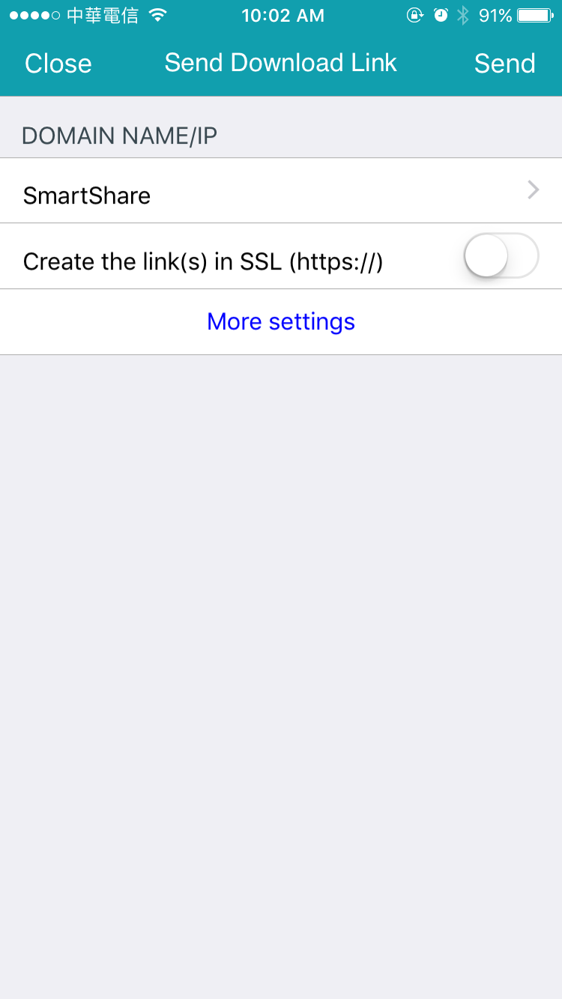 中華電信 10:02 AM 91%
Close Send Download Link Send
DOMAIN NAME/IP
SmartShare
Create the link(s) in SSL (https://)
More settings